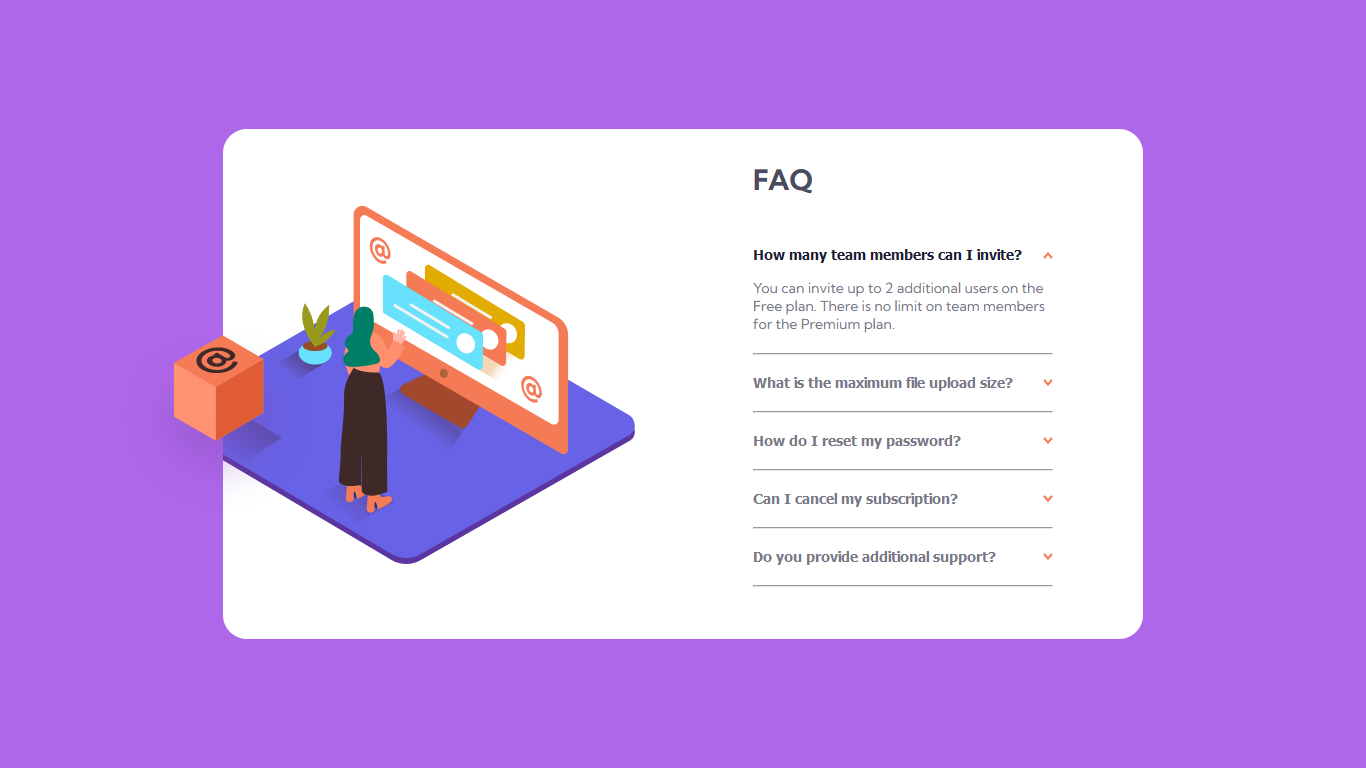 FAQ
How many team members can I invite?
You can invite up to 2 additional users on the
Free plan. There is no limit on team members
for the Premium plan.
What is the maximum file upload size?
How do I reset my password?
Can I cancel my subscription?
Do you provide additional support?
@
@
@